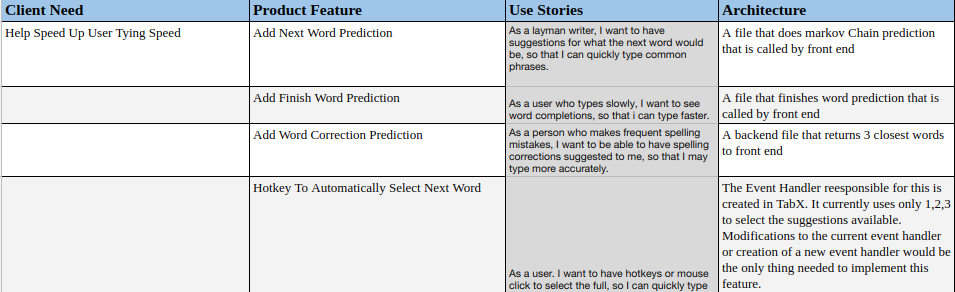 Client Need
Product Feature
Use Stories
Architecture
Help Speed Up User Tying Speed
Add Next Word Prediction
As a layman writer, I want to have
suggestions for what the next word would
be, so that I can quickly type common
phrases.
A file that does markov Chain prediction
that is called by front end
Add Finish Word Prediction
As a user who types slowly, I want to see
word completions, so that i can type faster.
A file that finishes word prediction that is
called by front end
Add Word Correction Prediction
As a person who makes frequent spelling
mistakes, I want to be able to have spelling
corrections suggested to me, so that I may
type more accurately.
A backend file that returns 3 closest words
to front end
Hotkey To Automatically Select Next Word
As a user. I want to have hotkeys or mouse
click to select the full, so I can quickly type
The Event Handler reesponsible for this is
created in TabX. It currently uses only 1,2,3
to select the suggestions available.
Modifications to the current event handler
or creation of a new event handler would be
the only thing needed to implement this
feature.